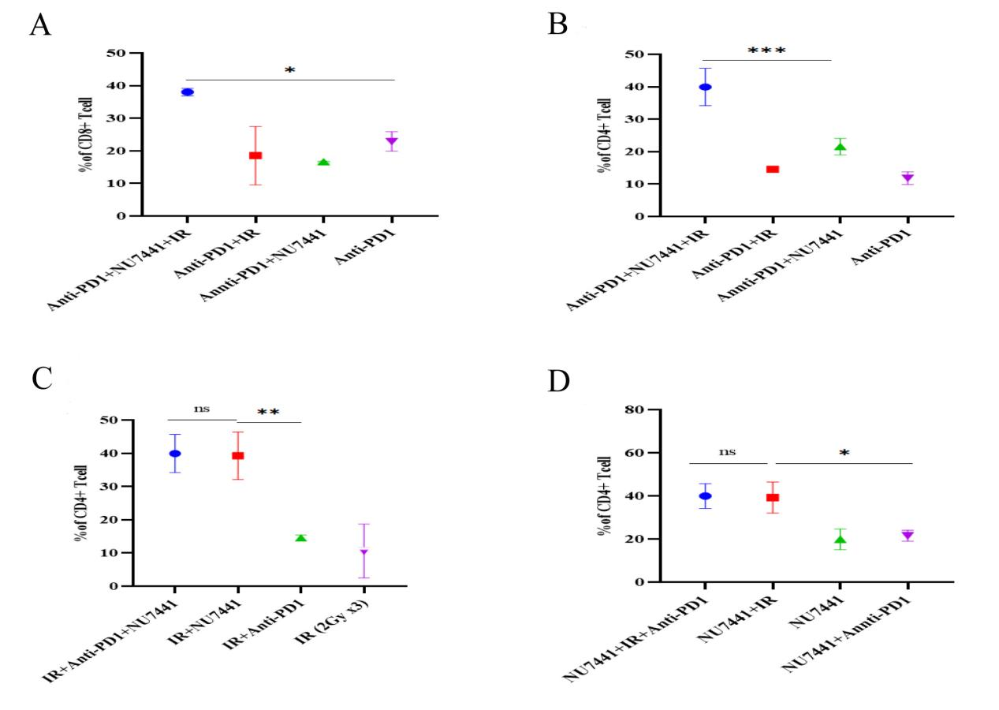 A
50
40
30
20
10
0
% of CD8+ Tcell
*
Anti-PD1+NU7441+IR
Anti-PD1+IR
Annti-PD1+NU7441
Anti-PD1
B
50
40
30
20
10
0
% of CD4+ Tcell
***
Anti-PD1+NU7441+IR
Anti-PD1+IR
Annti-PD1+NU7441
Anti-PD1
C
50
40
30
20
10
0
% of CD4+ Tcell
ns
**
IR+Anti-PD1+NU7441
IR+NU7441
IR+Anti-PD1
IR (2Gy x3)
D
80
60
40
20
0
% of CD4+ Tcell
ns
*
NU7441+IR+Anti-PD1
NU7441+IR
NU7441
NU7441+Annti-PD1